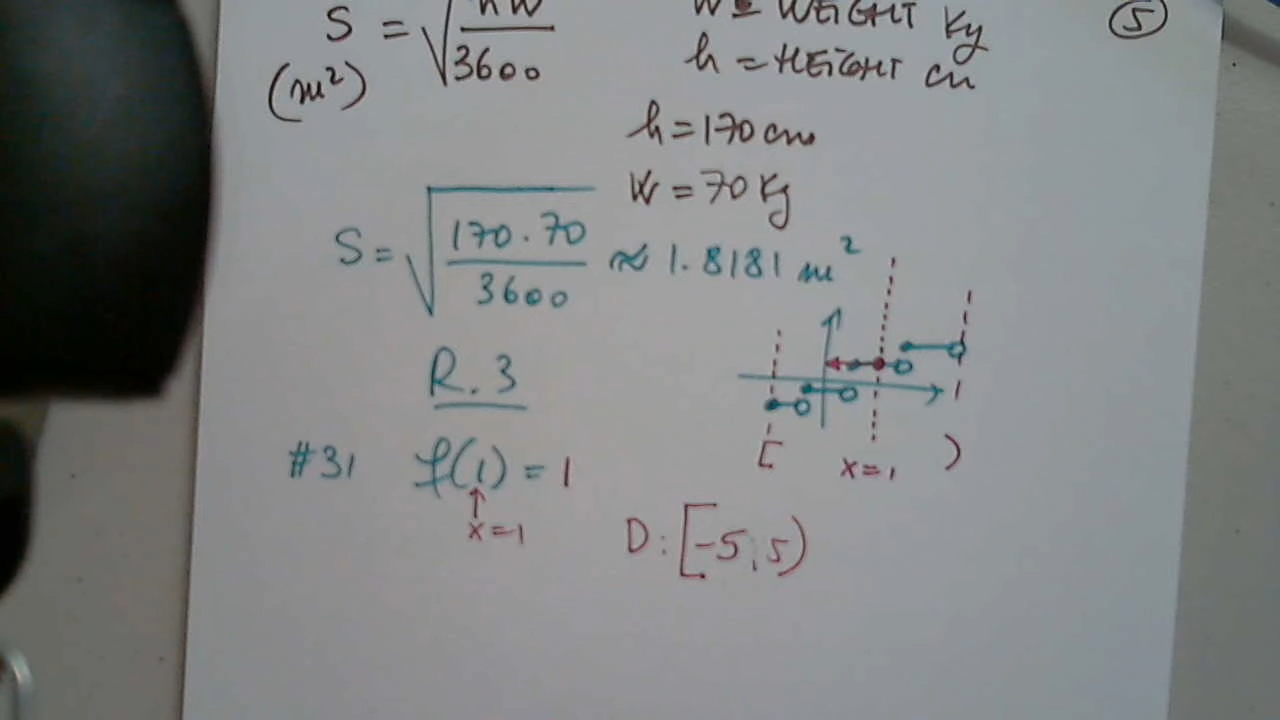 S = √hW/3600
(m²)
W = WEIGHT Kg
h = HEIGHT cm
5
h = 170 cm
W = 70 Kg
S = √170.70/3600 ≈ 1.8181 m²
R.3
1
[ x=1 )
#31 f(1) = 1
↑
x=1
D: [-5,5)